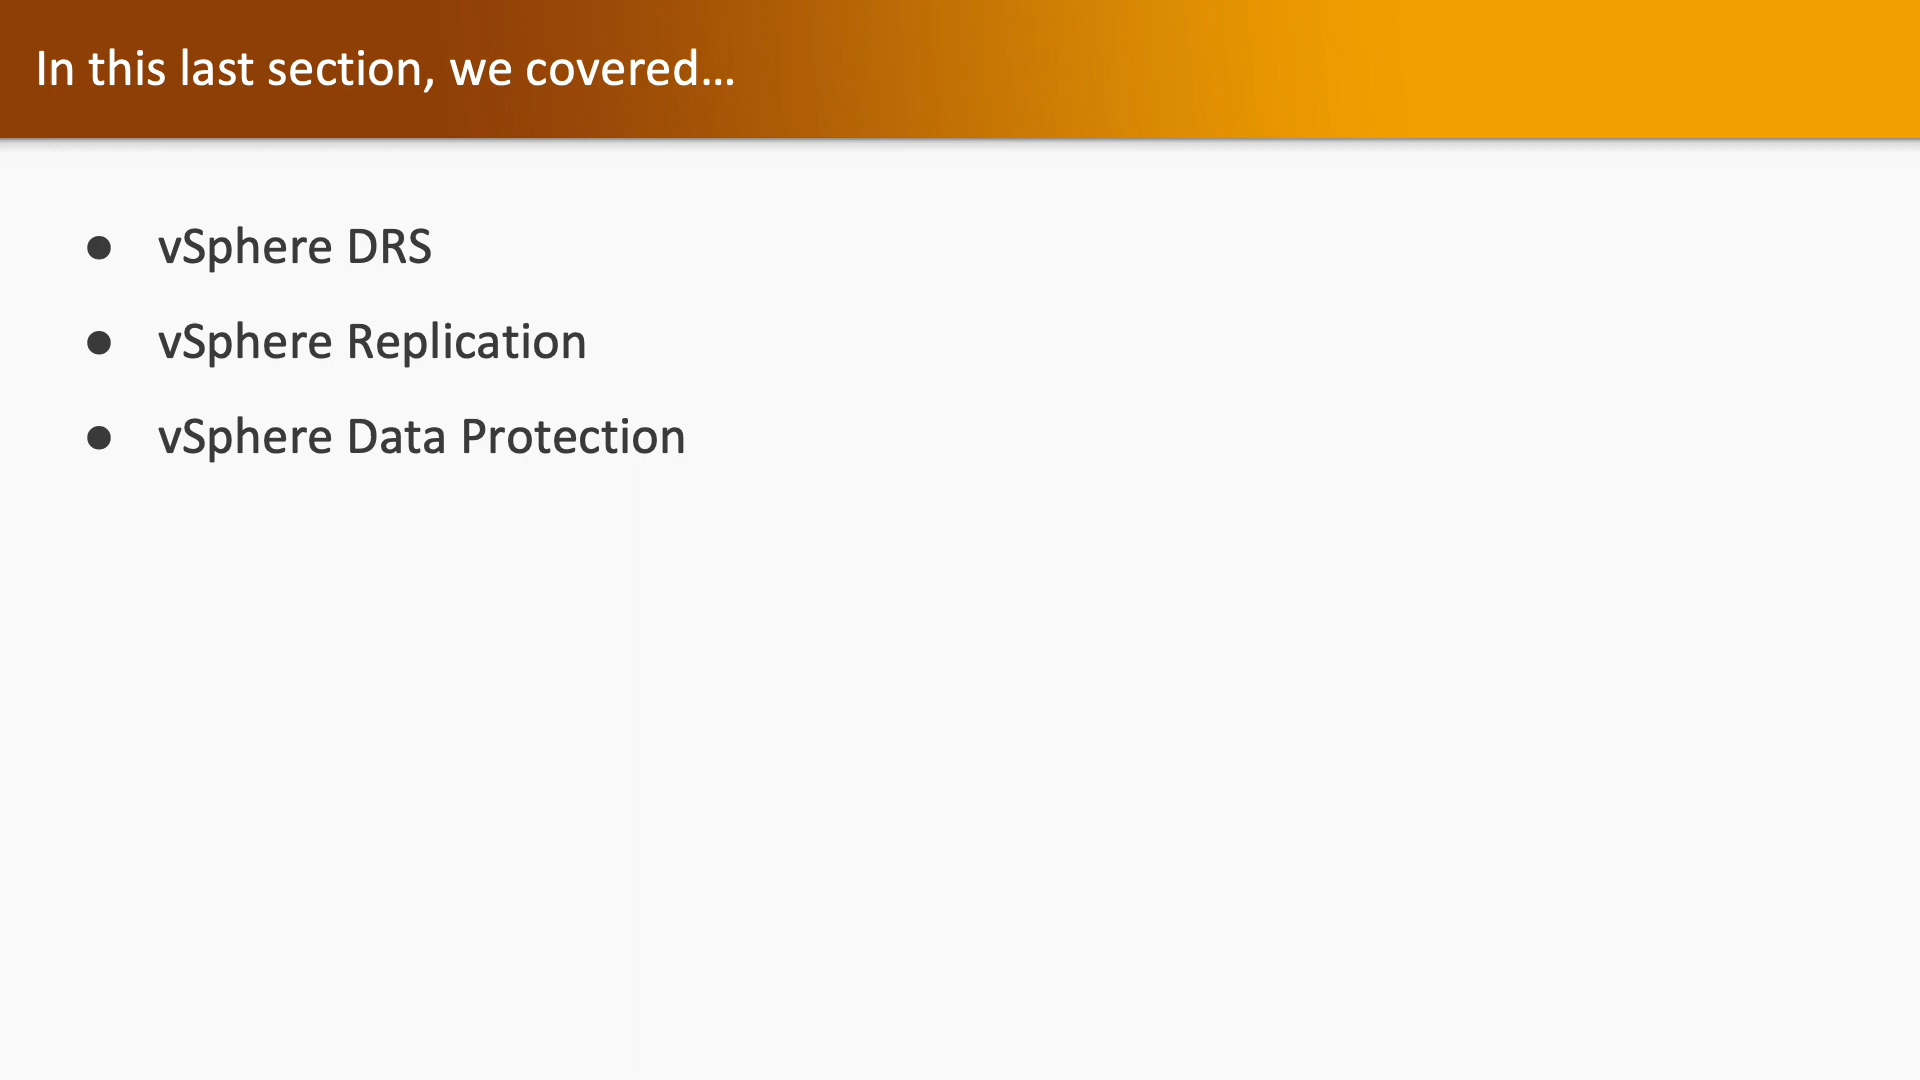 In this last section, we covered…
● vSphere DRS
● vSphere Replication
● vSphere Data Protection